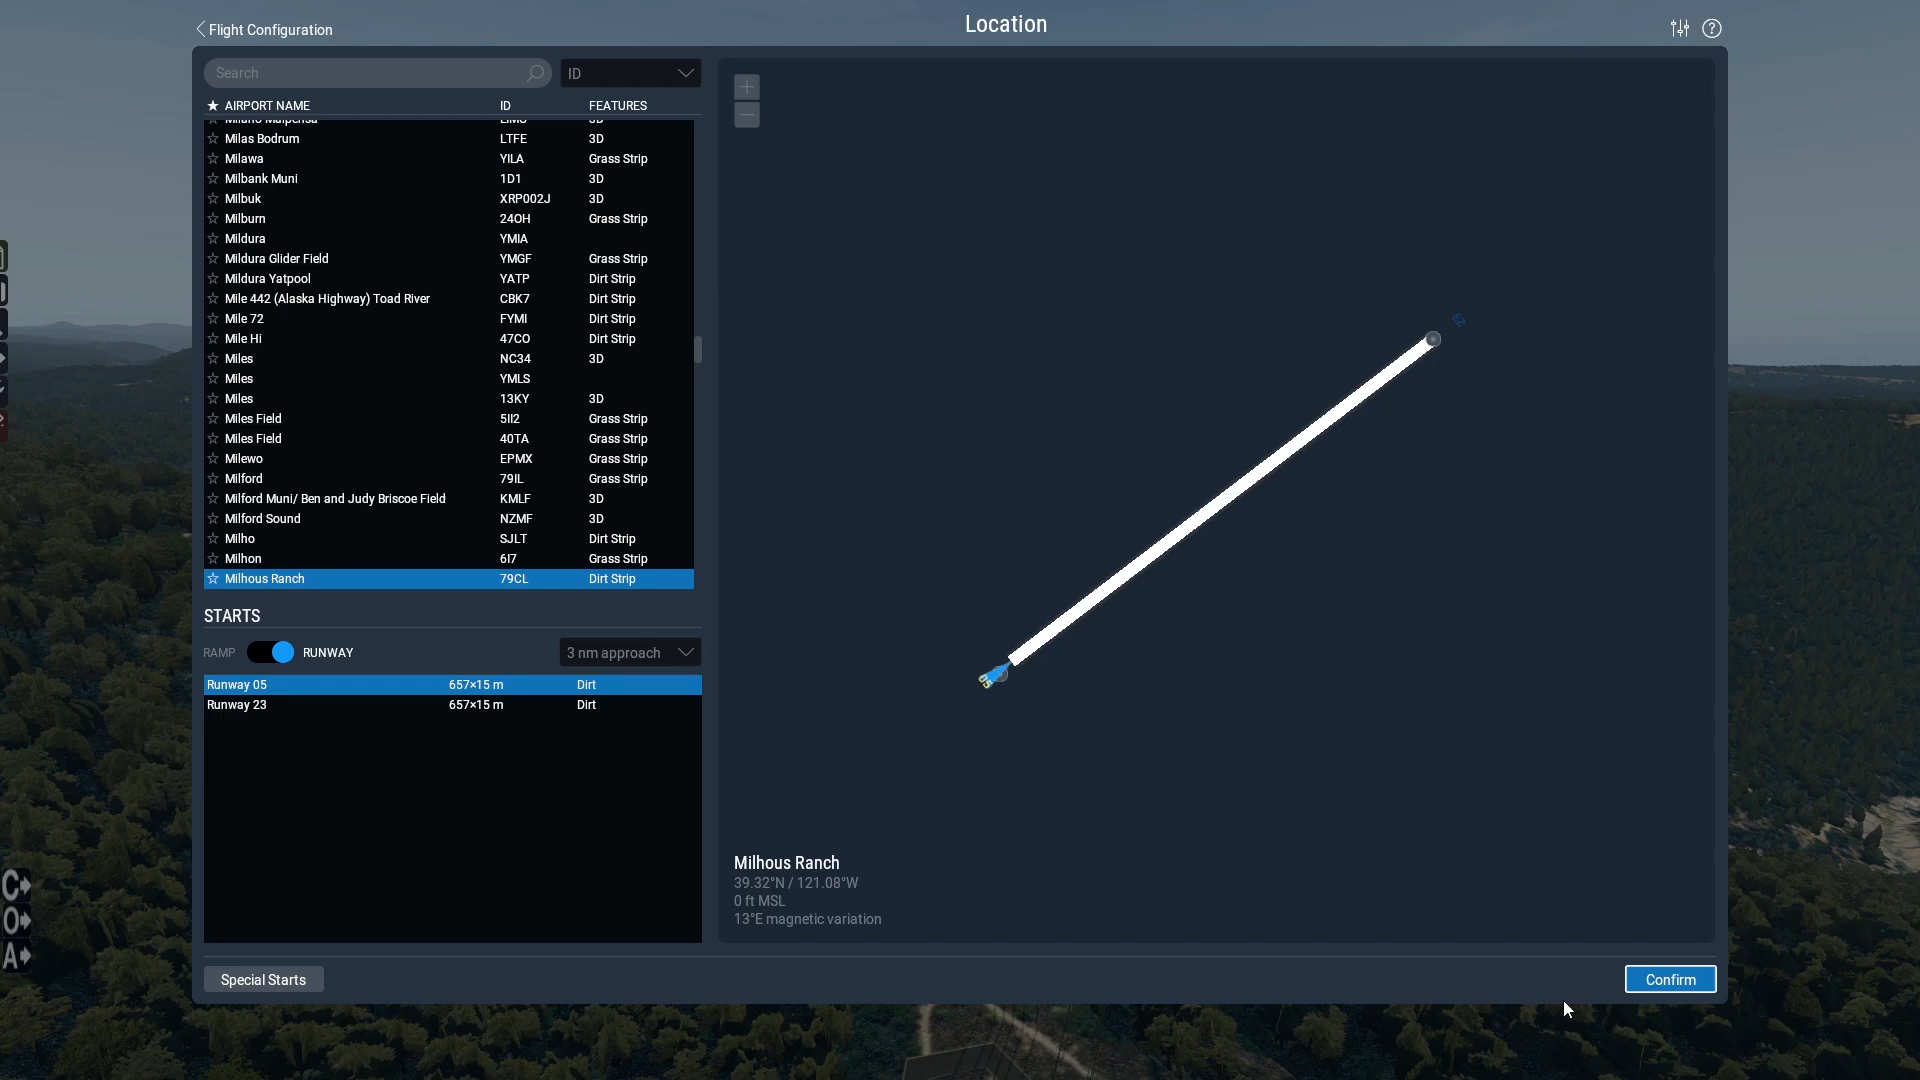 Flight Configuration
Location
Search
ID
★ AIRPORT NAME ID FEATURES
Milano Malpensa LIMC 3D
Milas Bodrum LTFE 3D
Milawa YILA Grass Strip
Milbank Muni 1D1 3D
Milbuk XRP002J 3D
Milburn 24OH Grass Strip
Mildura YMIA
Mildura Glider Field YMGF Grass Strip
Mildura Yatpool YATP Dirt Strip
Mile 442 (Alaska Highway) Toad River CBK7 Dirt Strip
Mile 72 FYMI Dirt Strip
Mile Hi 47CO Dirt Strip
Miles NC34 3D
Miles YMLS
Miles 13KY 3D
Miles Field 5II2 Grass Strip
Miles Field 40TA Grass Strip
Milewo EPMX Grass Strip
Milford 79IL Grass Strip
Milford Muni/ Ben and Judy Briscoe Field KMLF 3D
Milford Sound NZMF 3D
Milho SJLT Dirt Strip
Milhon 6I7 Grass Strip
Milhous Ranch 79CL Dirt Strip
STARTS
RAMP RUNWAY
3 nm approach
Runway 05 657×15 m Dirt
Runway 23 657×15 m Dirt
05
Milhous Ranch
39.32°N / 121.08°W
0 ft MSL
13°E magnetic variation
Special Starts
Confirm
C
O
A